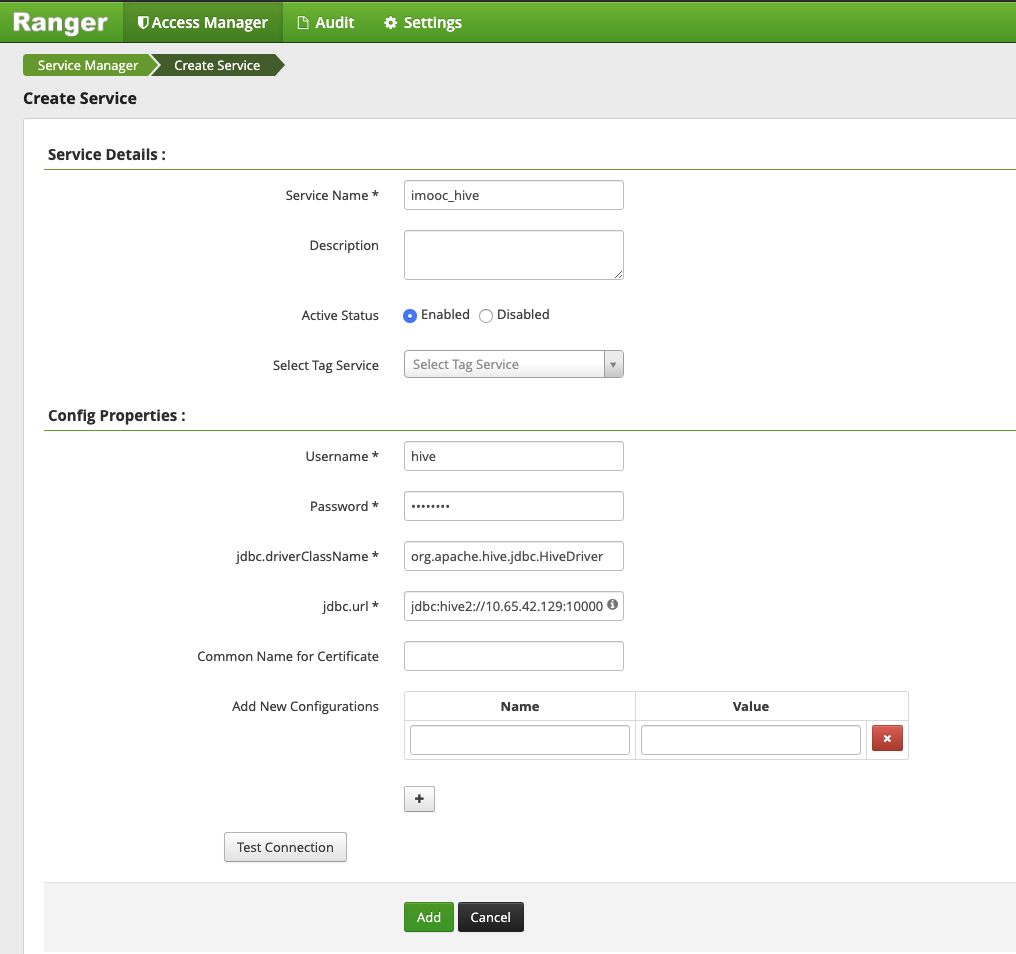 Ranger Access Manager Audit Settings
Service Manager Create Service
Create Service
Service Details :
Service Name * imooc_hive
Description
Active Status Enabled Disabled
Select Tag Service Select Tag Service
Config Properties :
Username * hive
Password * ••••••••
jdbc.driverClassName * org.apache.hive.jdbc.HiveDriver
jdbc.url * jdbc:hive2://10.65.42.129:10000
Common Name for Certificate
Add New Configurations Name Value
Test Connection
Add Cancel